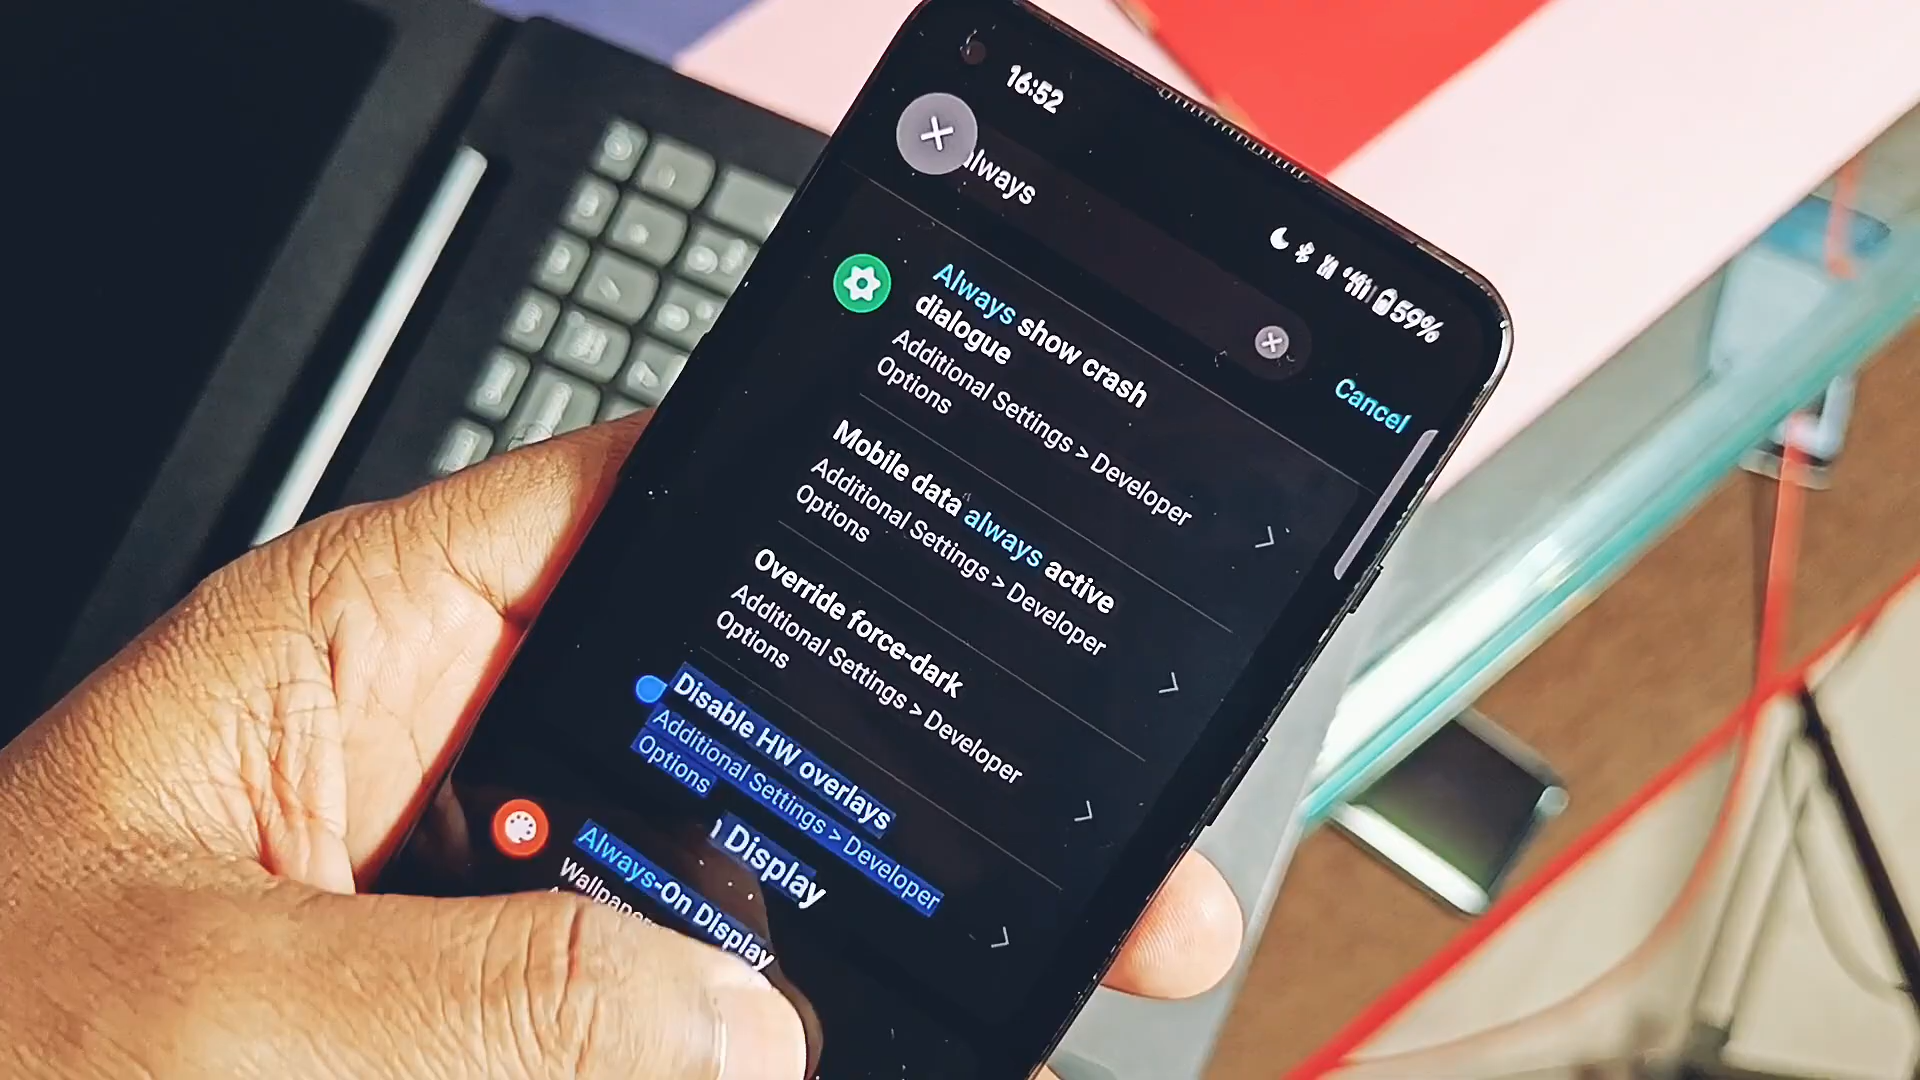 16:52
59%
always
Cancel
Always show crash
dialogue
Additional Settings > Developer
Options
Mobile data always active
Additional Settings > Developer
Options
Override force-dark
Additional Settings > Developer
Options
Disable HW overlays
Additional Settings > Developer
Options
Display
Always-On Display
Wallpaper